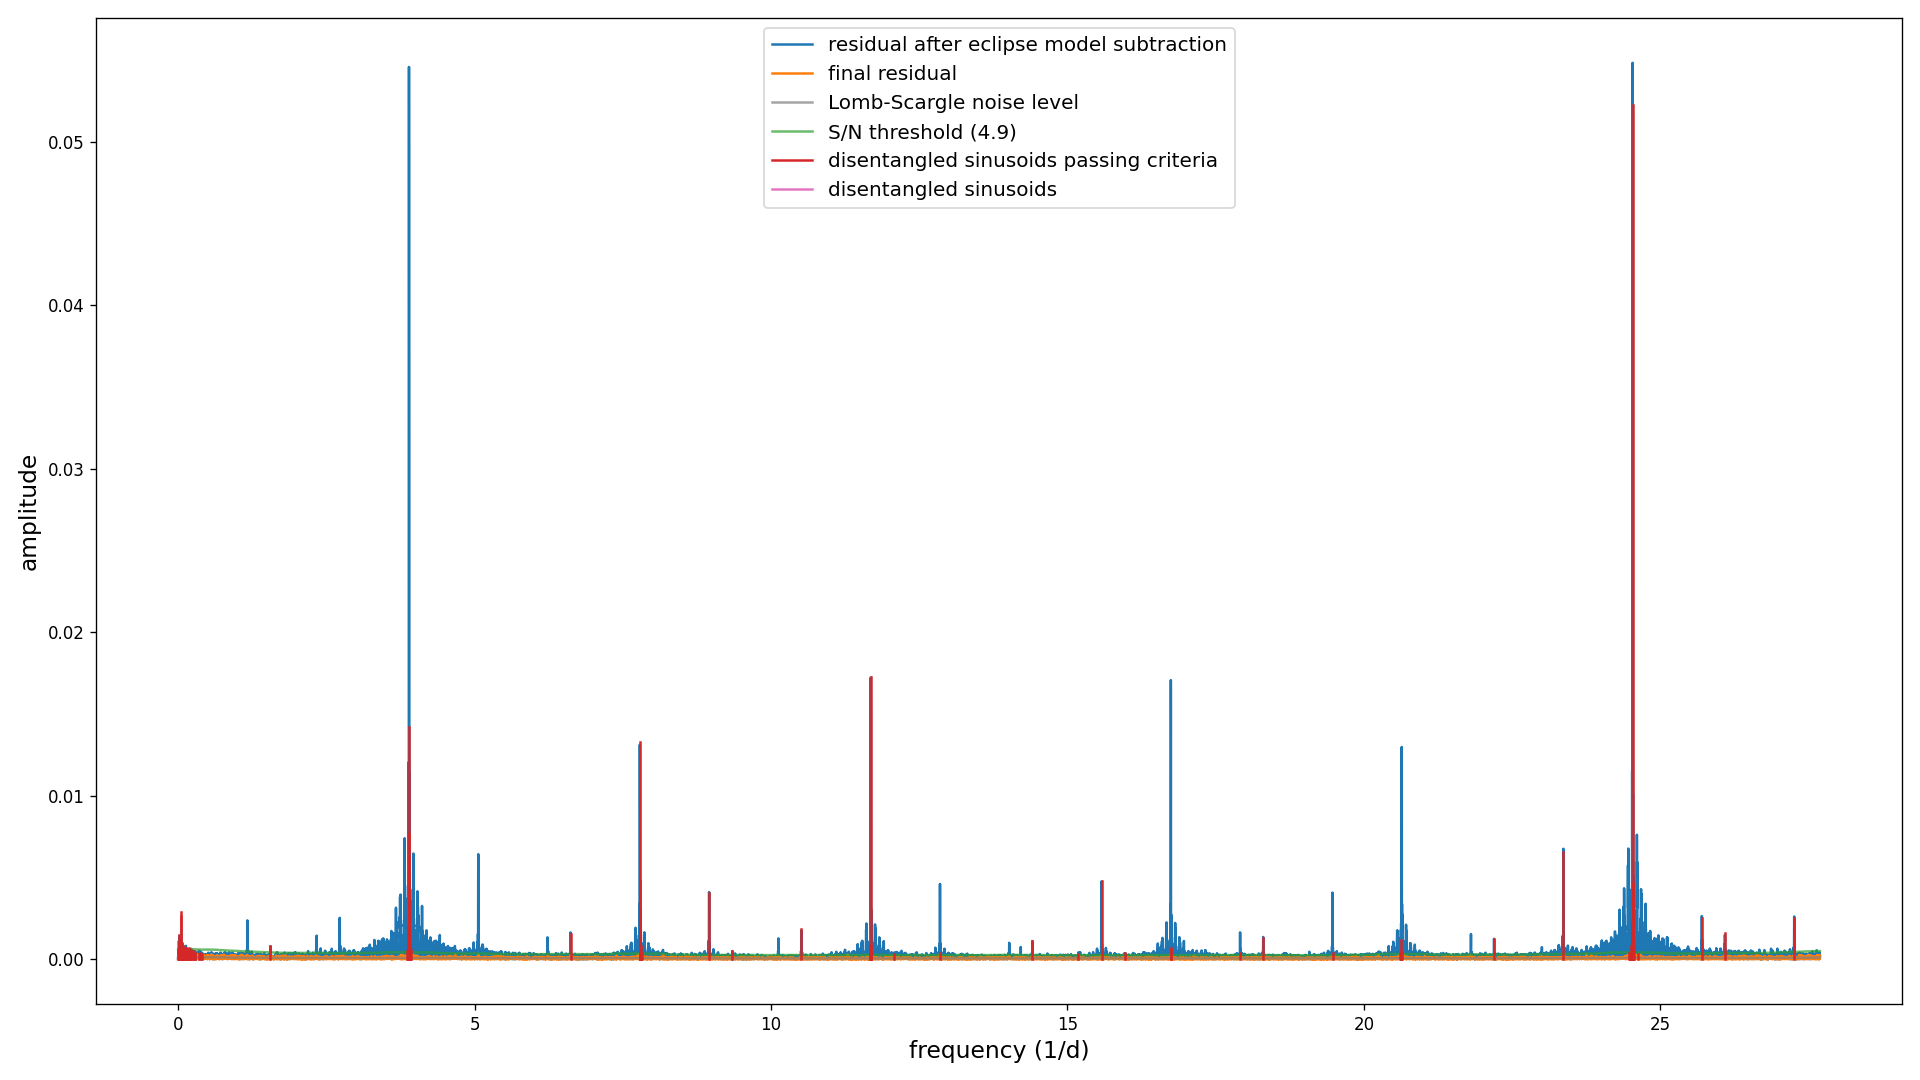 residual after eclipse model subtraction
final residual
Lomb-Scargle noise level
S/N threshold (4.9)
disentangled sinusoids passing criteria
disentangled sinusoids
amplitude
0.05
0.04
0.03
0.02
0.01
0.00
0
5
10
15
20
25
frequency (1/d)